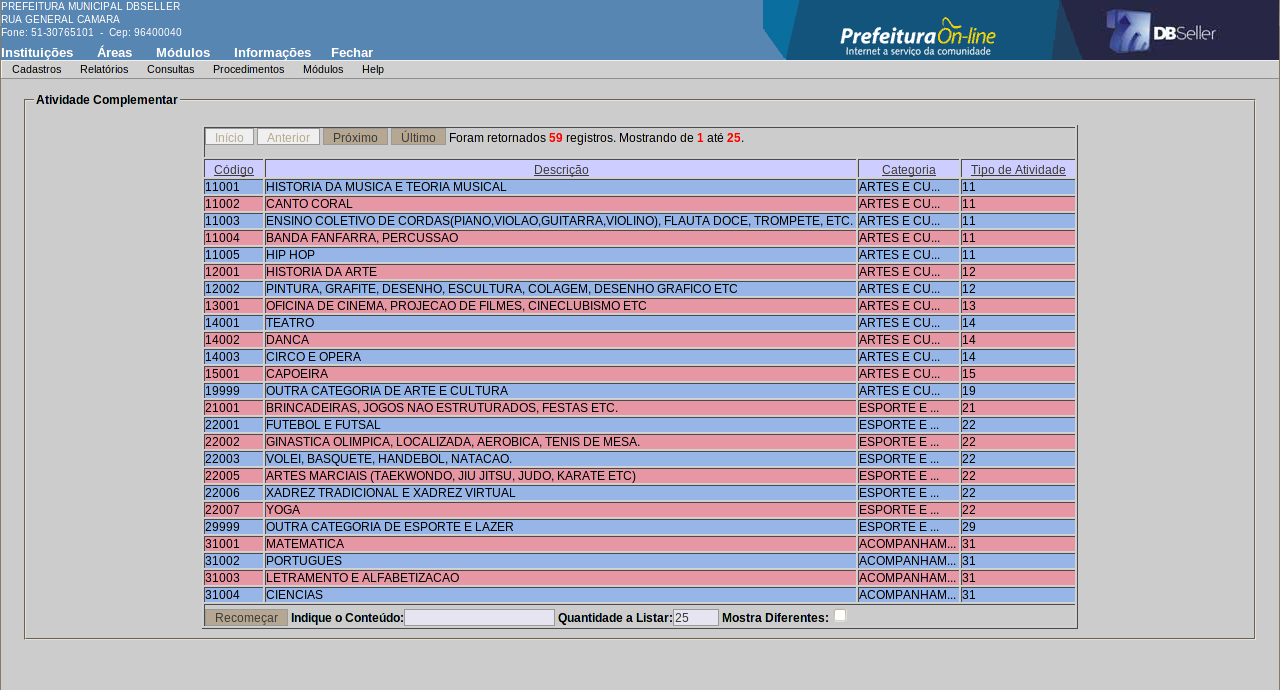 PREFEITURA MUNICIPAL DBSELLER
RUA GENERAL CAMARA
Fone: 51-30765101 - Cep: 96400040
Prefeitura On-line
Internet a serviço da comunidade
DBSeller
Instituições Áreas Módulos Informações Fechar
Cadastros Relatórios Consultas Procedimentos Módulos Help
Atividade Complementar
Início Anterior Próximo Último Foram retornados 59 registros. Mostrando de 1 até 25.
Código Descrição Categoria Tipo de Atividade
11001 HISTORIA DA MUSICA E TEORIA MUSICAL ARTES E CU... 11
11002 CANTO CORAL ARTES E CU... 11
11003 ENSINO COLETIVO DE CORDAS(PIANO,VIOLAO,GUITARRA,VIOLINO), FLAUTA DOCE, TROMPETE, ETC. ARTES E CU... 11
11004 BANDA FANFARRA, PERCUSSAO ARTES E CU... 11
11005 HIP HOP ARTES E CU... 11
12001 HISTORIA DA ARTE ARTES E CU... 12
12002 PINTURA, GRAFITE, DESENHO, ESCULTURA, COLAGEM, DESENHO GRAFICO ETC ARTES E CU... 12
13001 OFICINA DE CINEMA, PROJECAO DE FILMES, CINECLUBISMO ETC ARTES E CU... 13
14001 TEATRO ARTES E CU... 14
14002 DANCA ARTES E CU... 14
14003 CIRCO E OPERA ARTES E CU... 14
15001 CAPOEIRA ARTES E CU... 15
19999 OUTRA CATEGORIA DE ARTE E CULTURA ARTES E CU... 19
21001 BRINCADEIRAS, JOGOS NAO ESTRUTURADOS, FESTAS ETC. ESPORTE E ... 21
22001 FUTEBOL E FUTSAL ESPORTE E ... 22
22002 GINASTICA OLIMPICA, LOCALIZADA, AEROBICA, TENIS DE MESA. ESPORTE E ... 22
22003 VOLEI, BASQUETE, HANDEBOL, NATACAO. ESPORTE E ... 22
22005 ARTES MARCIAIS (TAEKWONDO, JIU JITSU, JUDO, KARATE ETC) ESPORTE E ... 22
22006 XADREZ TRADICIONAL E XADREZ VIRTUAL ESPORTE E ... 22
22007 YOGA ESPORTE E ... 22
29999 OUTRA CATEGORIA DE ESPORTE E LAZER ESPORTE E ... 29
31001 MATEMATICA ACOMPANHAM... 31
31002 PORTUGUES ACOMPANHAM... 31
31003 LETRAMENTO E ALFABETIZACAO ACOMPANHAM... 31
31004 CIENCIAS ACOMPANHAM... 31
Recomeçar Indique o Conteúdo: Quantidade a Listar: 25 Mostra Diferentes: